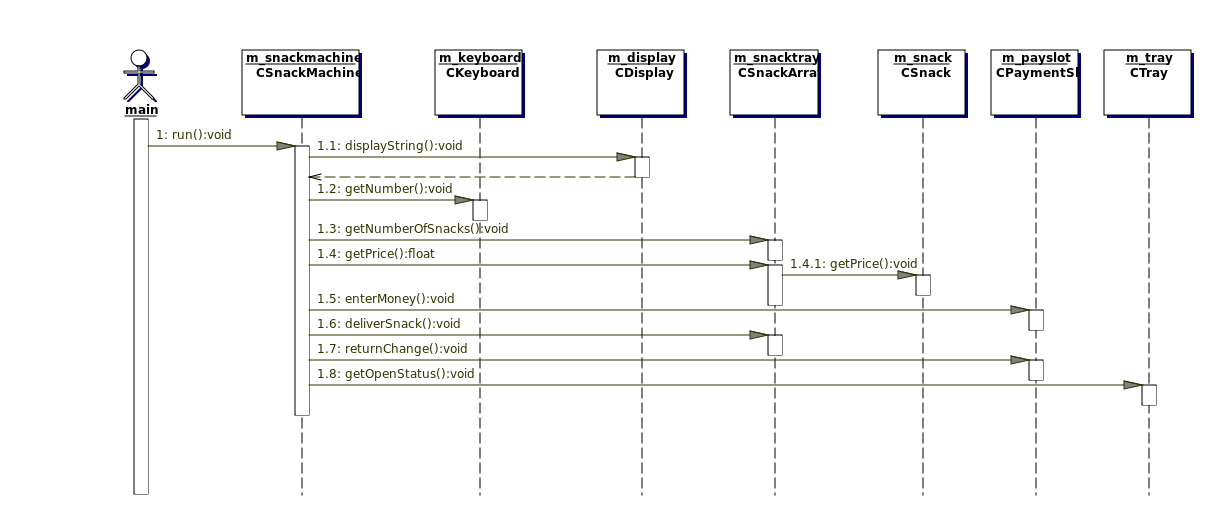 m_snackmachine
CSnackMachine
m_keyboard
CKeyboard
m_display
CDisplay
m_snacktray
CSnackArra
m_snack
CSnack
m_payslot
CPaymentSl
m_tray
CTray
main
1: run():void
1.1: displayString():void
1.2: getNumber():void
1.3: getNumberOfSnacks():void
1.4: getPrice():float
1.4.1: getPrice():void
1.5: enterMoney():void
1.6: deliverSnack():void
1.7: returnChange():void
1.8: getOpenStatus():void